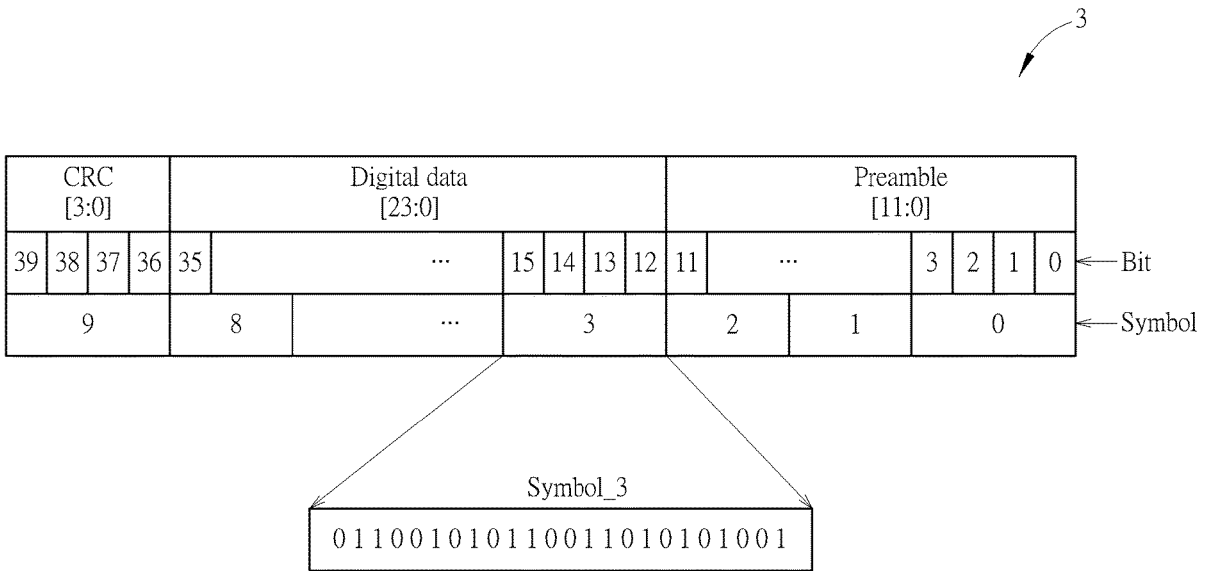 3
CRC Digital data Preamble
[3:0] [23:0] [11:0]
39 38 37 36 35 ... 15 14 13 12 11 ... 3 2 1 0 Bit
9 8 ... 3 2 1 0 Symbol
Symbol_3
0 1 1 0 0 1 0 1 0 1 1 0 0 1 1 0 1 0 1 0 1 0 0 1